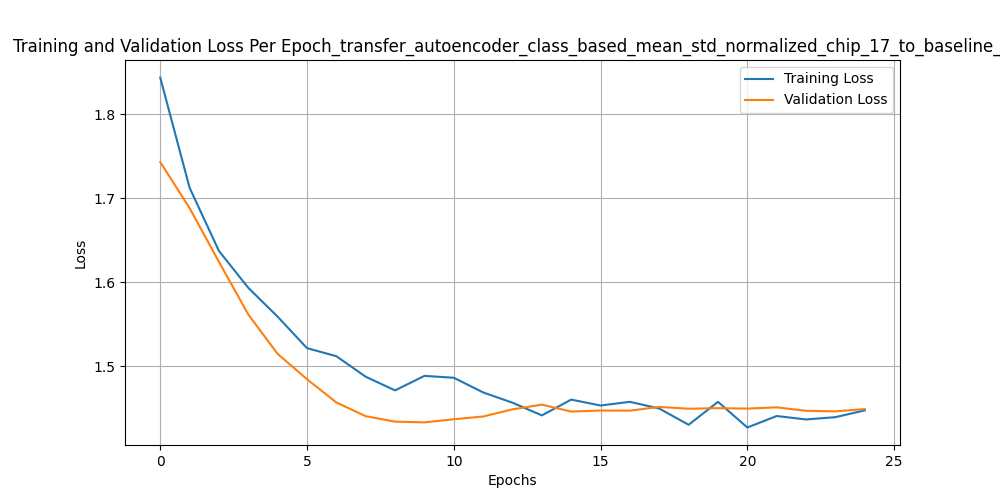 Training and Validation Loss Per Epoch_transfer_autoencoder_class_based_mean_std_normalized_chip_17_to_baseline_
Training Loss
Validation Loss
1.8
1.7
1.6
1.5
Loss
0 5 10 15 20 25
Epochs